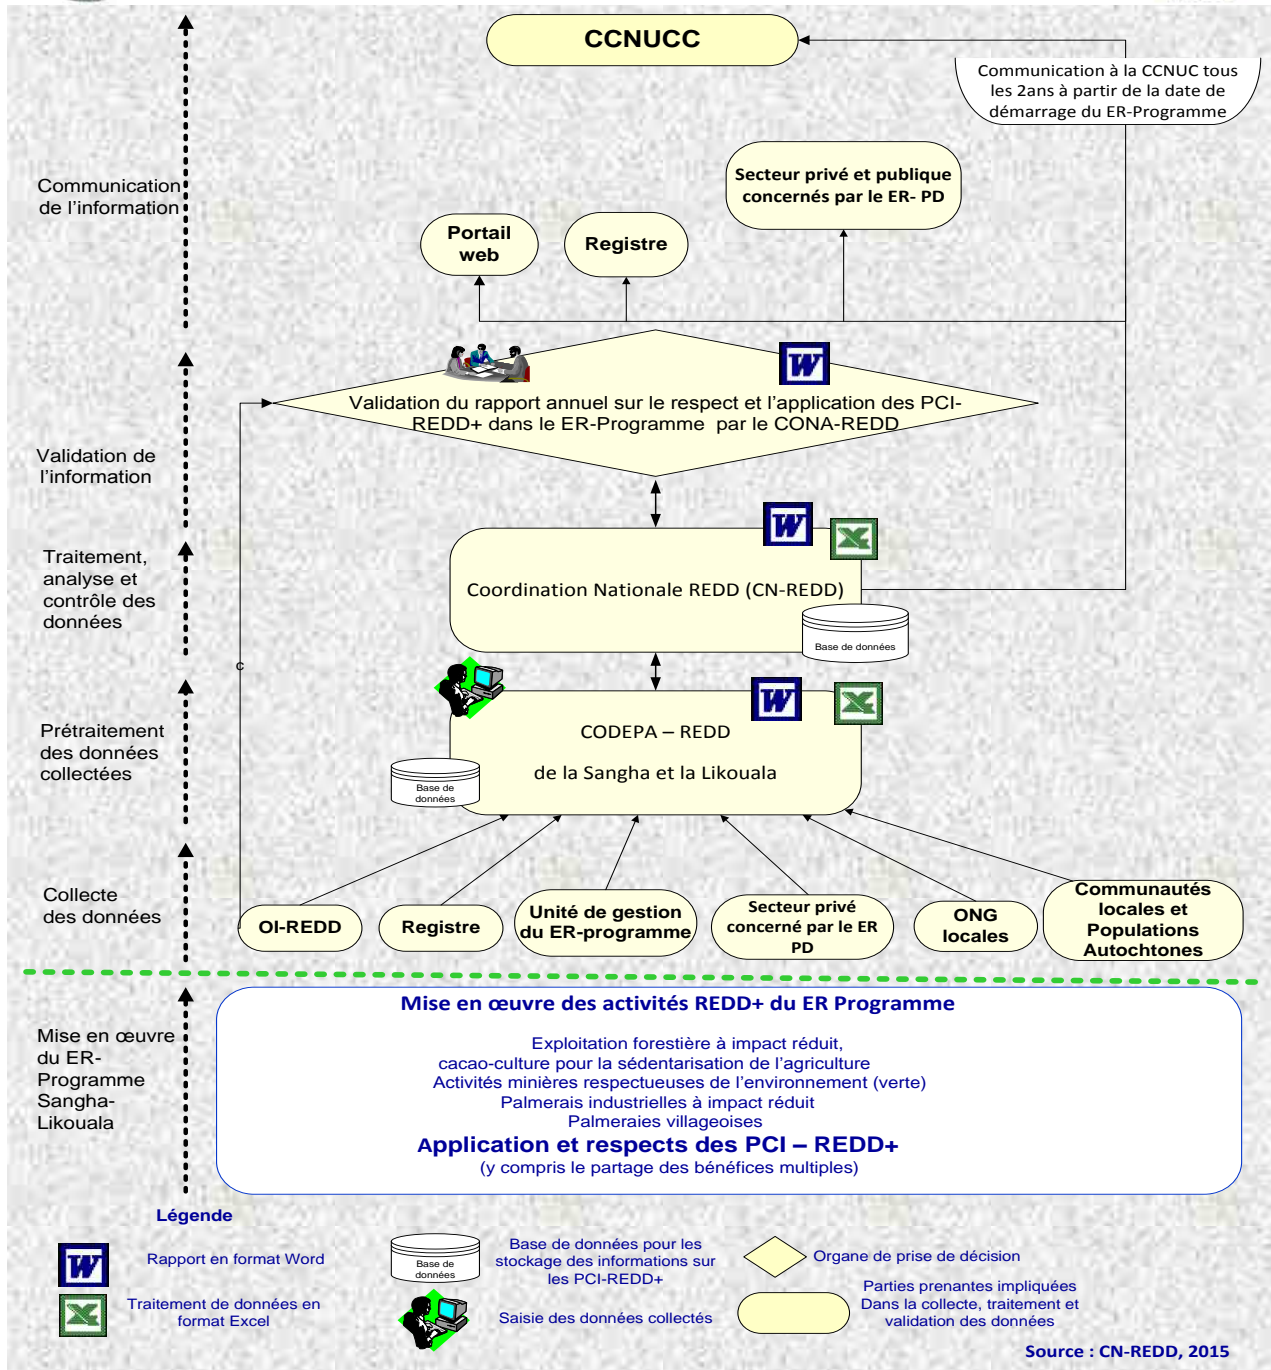 CCNUCC
Communication à la CCNUC tous
les 2ans à partir de la date de
démarrage du ER-Programme
Communication
de l'information
Secteur privé et publique
concernés par le ER- PD
Portail
web
Registre
Validation du rapport annuel sur le respect et l'application des PCI-
REDD+ dans le ER-Programme par le CONA-REDD
Validation de
l'information
Traitement,
analyse et
contrôle des
données
Coordination Nationale REDD (CN-REDD)
Base de données
c
Prétraitement
des données
collectées
CODEPA – REDD
de la Sangha et la Likouala
Base de
données
Collecte
des données
OI-REDD
Registre
Unité de gestion
du ER-programme
Secteur privé
concerné par le ER
PD
ONG
locales
Communautés
locales et
Populations
Autochtones
Mise en œuvre
du ER-
Programme
Sangha-
Likouala
Mise en œuvre des activités REDD+ du ER Programme
Exploitation forestière à impact réduit,
cacao-culture pour la sédentarisation de l'agriculture
Activités minières respectueuses de l'environnement (verte)
Palmerais industrielles à impact réduit
Palmeraies villageoises
Application et respects des PCI – REDD+
(y compris le partage des bénéfices multiples)
Légende
Rapport en format Word
Traitement de données en
format Excel
Base de
données
Base de données pour les
stockage des informations sur
les PCI-REDD+
Saisie des données collectés
Organe de prise de décision
Parties prenantes impliquées
Dans la collecte, traitement et
validation des données
Source : CN-REDD, 2015